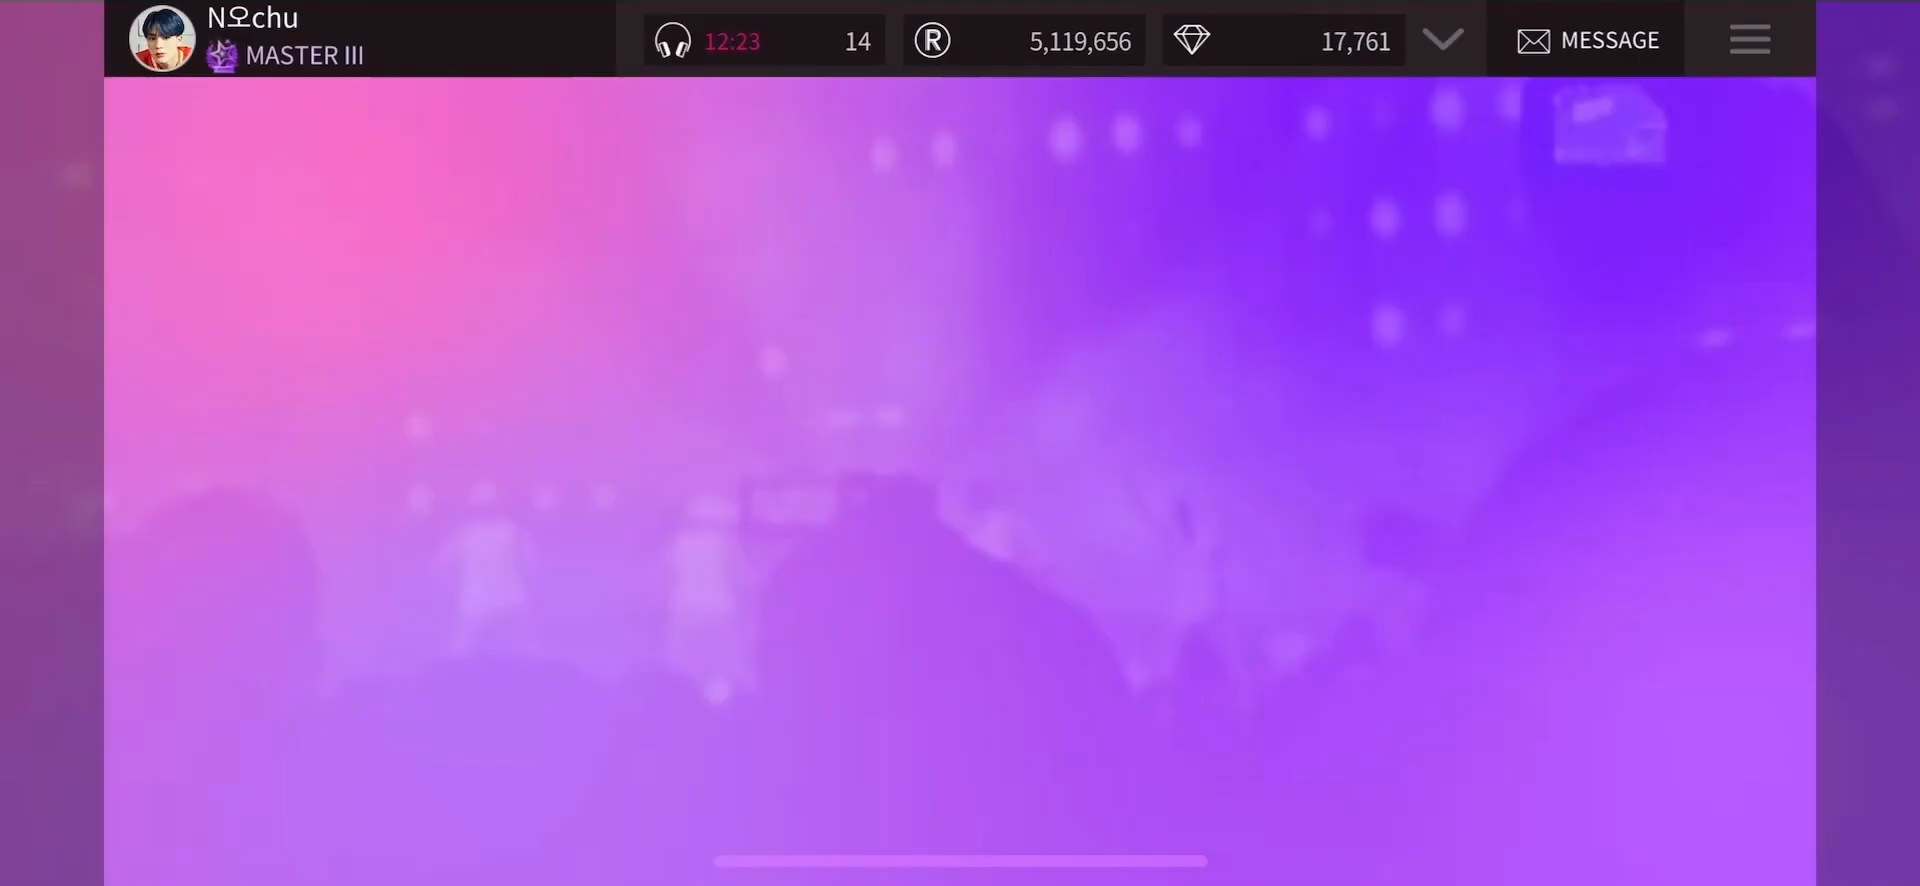 N오chu
MASTER III
12:23 14
R 5,119,656
17,761
MESSAGE